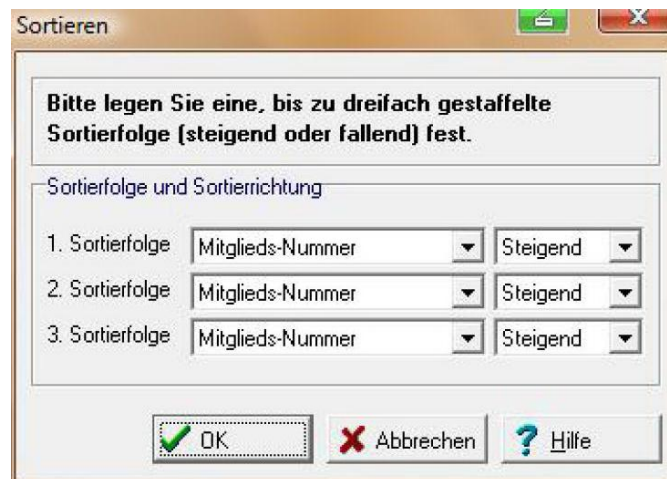 Sortieren
Bitte legen Sie eine, bis zu dreifach gestaffelte
Sortierfolge (steigend oder fallend) fest.
Sortierfolge und Sortierrichtung
1. Sortierfolge Mitglieds-Nummer Steigend
2. Sortierfolge Mitglieds-Nummer Steigend
3. Sortierfolge Mitglieds-Nummer Steigend
OK Abbrechen Hilfe